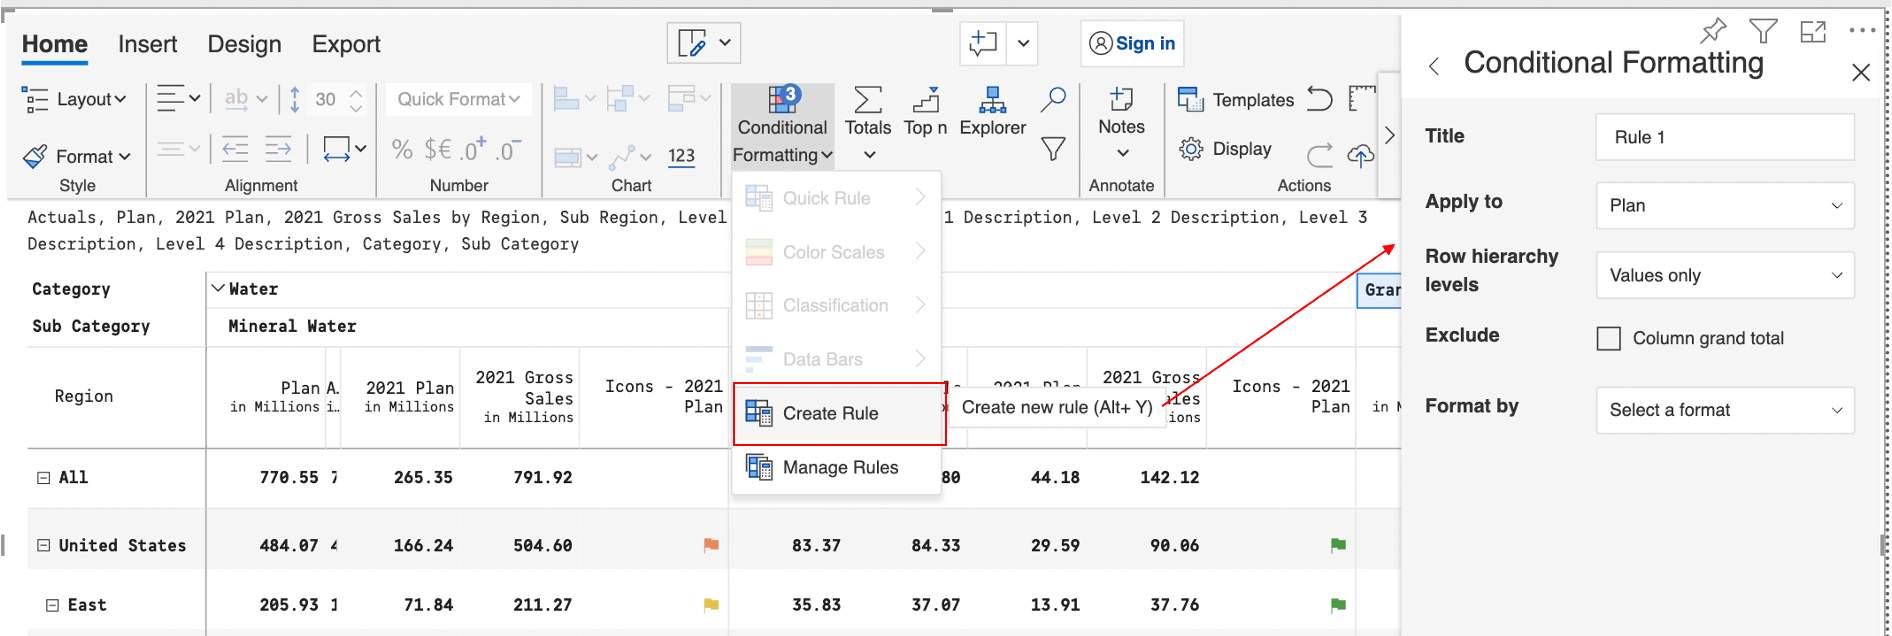 Home Insert Design Export Sign in
Layout ab 30 Quick Format
3
Conditional Formatting
Totals
Top n
Explorer
Notes
Templates
Format
% $€ .0+ .0-
123
Display
Style
Alignment
Number
Chart
Annotate
Actions
Actuals, Plan, 2021 Plan, 2021 Gross Sales by Region, Sub Region, Level 1 Description, Level 2 Description, Level 3
Description, Level 4 Description, Category, Sub Category
Quick Rule
Color Scales
Classification
Data Bars
Create Rule
Manage Rules
Create new rule (Alt+ Y)
Category Water Gran
Sub Category Mineral Water
Region
Plan
in Millions
A..
i..
2021 Plan
in Millions
2021 Gross
Sales
in Millions
Icons - 2021
Plan
2021 Plan
2021 Gross
ales
ions
Icons - 2021
Plan
in M
All 770.55 7 265.35 791.92 80 44.18 142.12
United States 484.07 4 166.24 504.60 83.37 84.33 29.59 90.06
East 205.93 1 71.84 211.27 35.83 37.07 13.91 37.76
Conditional Formatting
Title Rule 1
Apply to Plan
Row hierarchy
levels
Values only
Exclude Column grand total
Format by Select a format